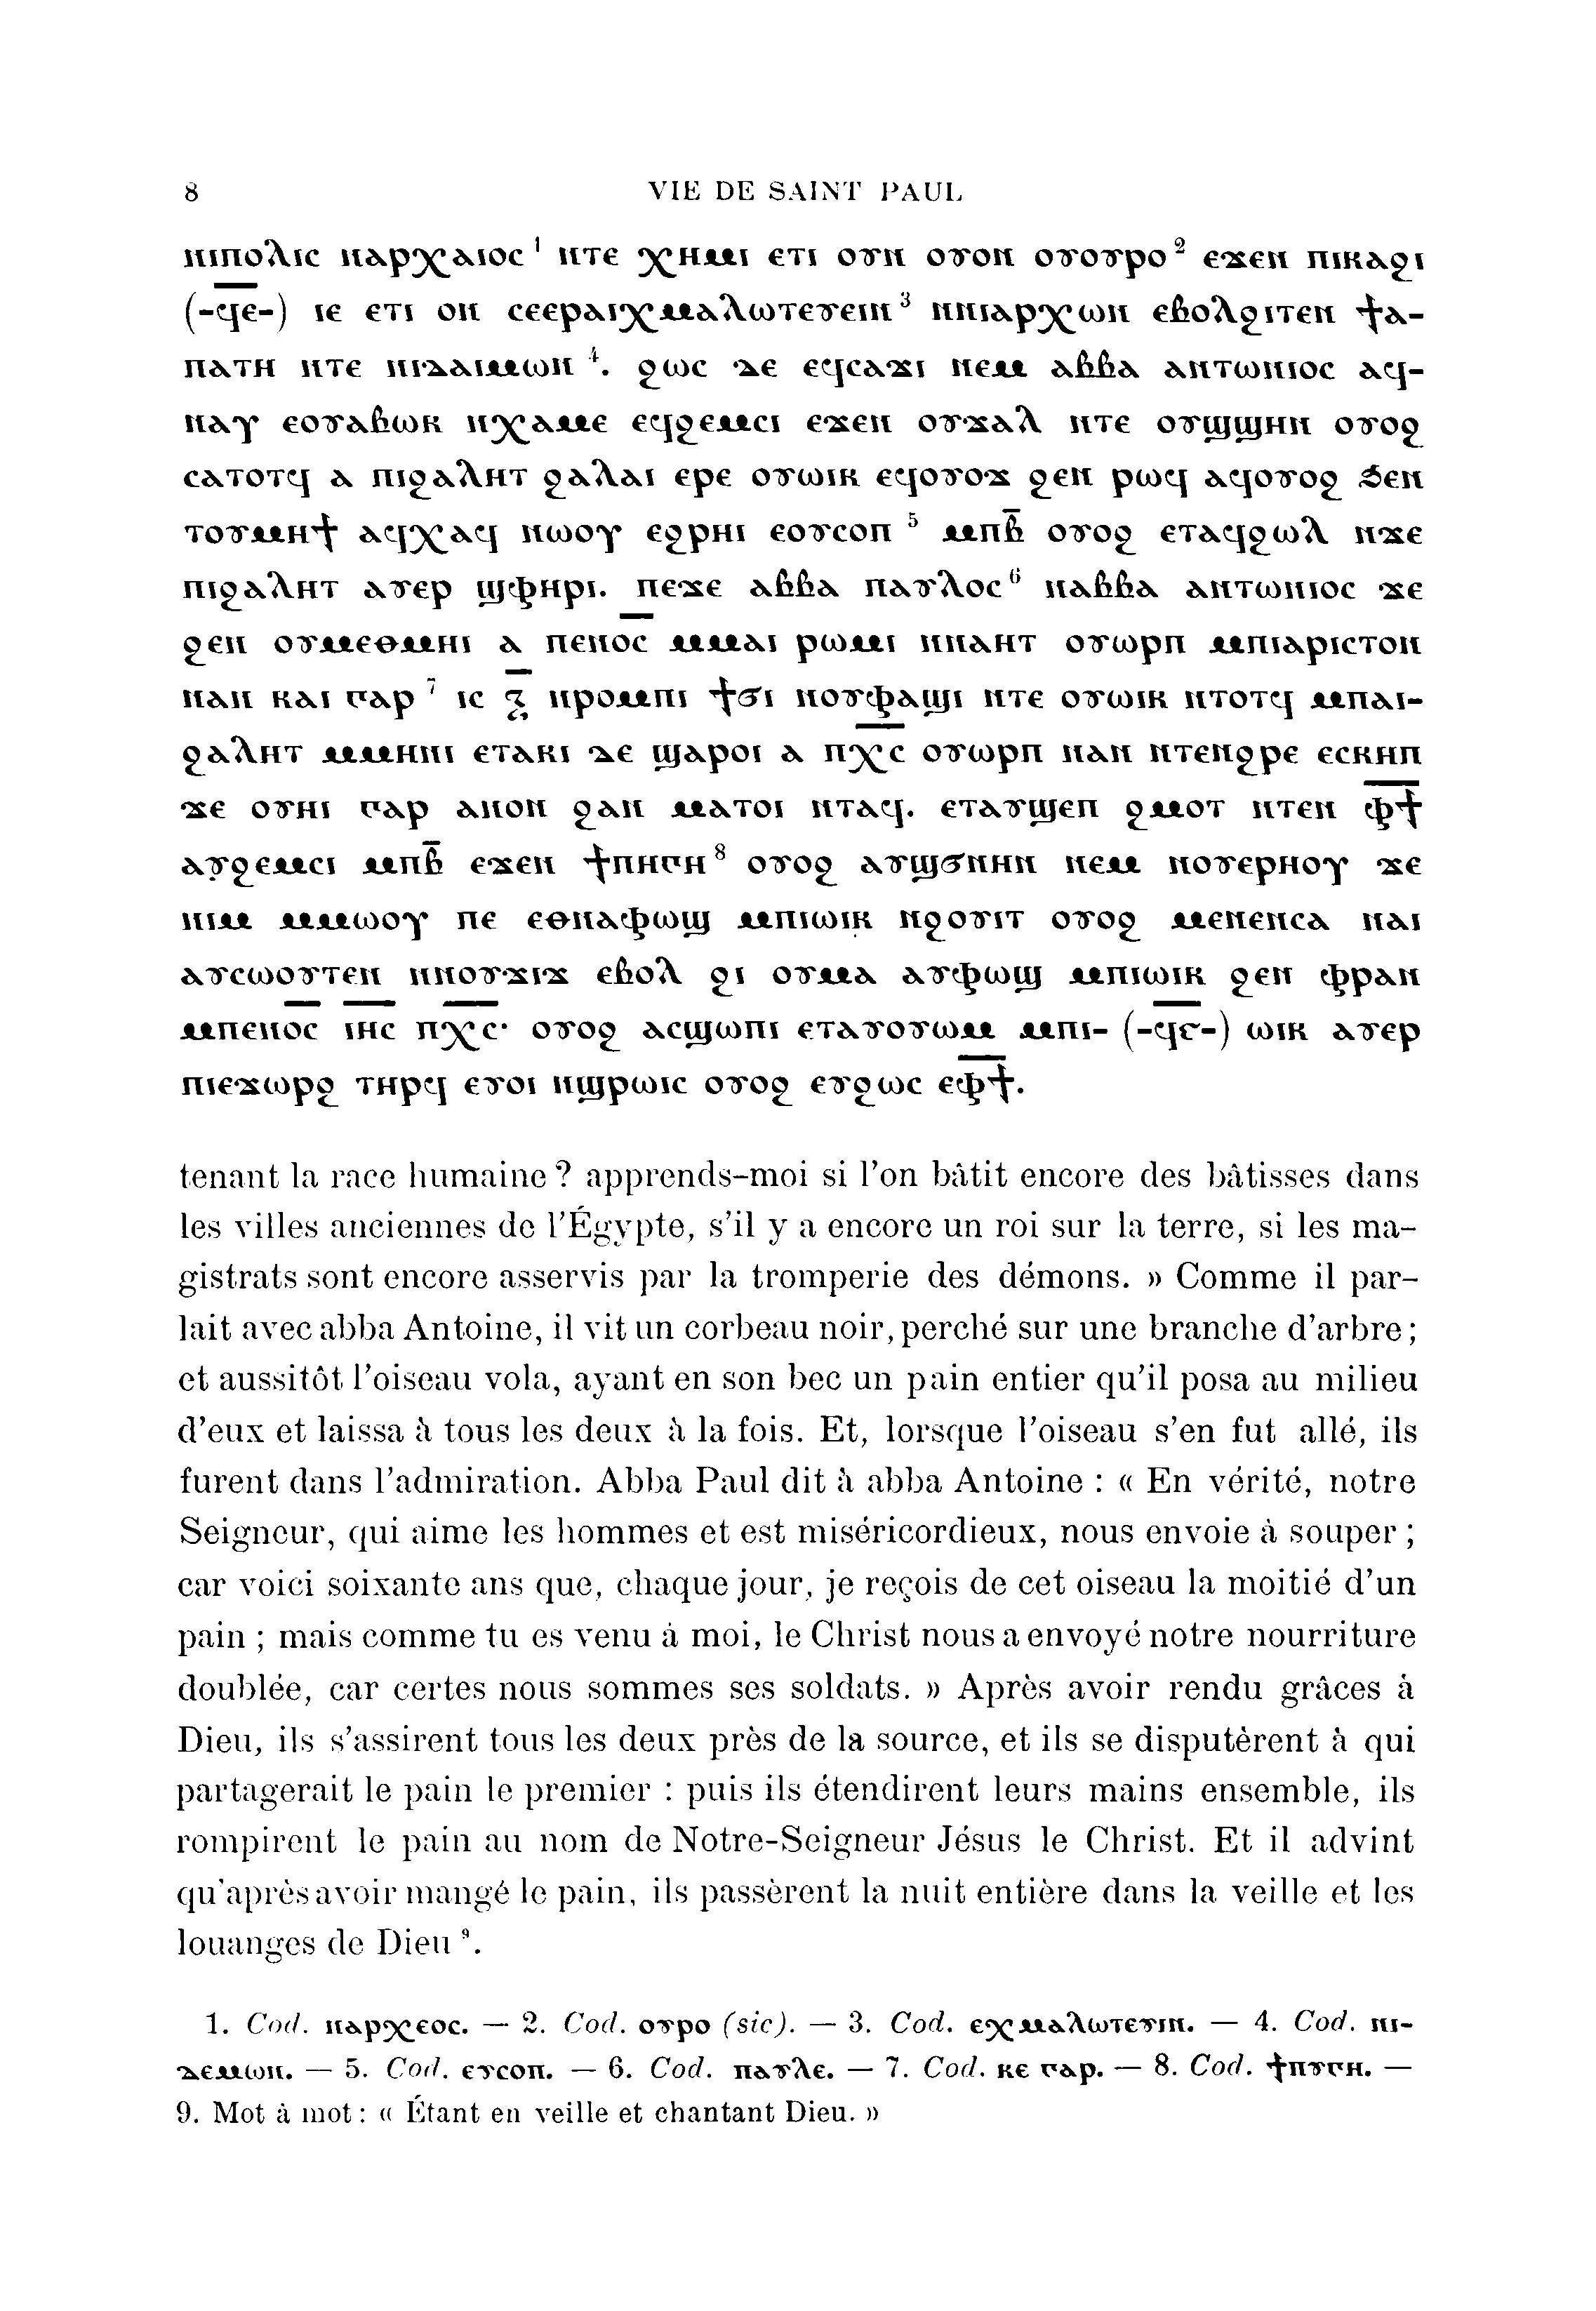 8 VIE DE SAINT PAUL
ⲛⲓⲡⲟⲗⲓⲥ ⲛⲁⲣⲭⲁⲓⲟⲥ¹ ⲛⲧⲉ ⲭⲏⲙⲓ ⲉⲧⲓ ⲟⲩⲛ ⲟⲩⲟⲛ ⲟⲩⲟⲩⲣⲟ² ⲉϫⲉⲛ ⲡⲓⲕⲁϩⲓ
(-ϥ̅ⲉ̅-) ⲓⲉ ⲉⲧⲓ ⲟⲛ ⲥⲉⲉⲣⲁⲓⲭⲙⲁⲗⲱⲧⲉⲩⲉⲓⲛ³ ⲛⲛⲓⲁⲣⲭⲱⲛ ⲉⲃⲟⲗϩⲓⲧⲉⲛ ϯⲁ-
ⲡⲁⲧⲏ ⲛⲧⲉ ⲛⲓⲇⲁⲓⲙⲱⲛ⁴. ϩⲱⲥ ⲇⲉ ⲉϥⲥⲁϫⲓ ⲛⲉⲙ ⲁⲃⲃⲁ ⲁⲛⲧⲱⲛⲓⲟⲥ ⲁϥ-
ⲛⲁⲩ ⲉⲟⲩⲁⲃⲱⲕ ⲛⲭⲁⲙⲉ ⲉϥϩⲉⲙⲥⲓ ⲉϫⲉⲛ ⲟⲩϫⲁⲗ ⲛⲧⲉ ⲟⲩϣϣⲏⲛ ⲟⲩⲟϩ
ⲥⲁⲧⲟⲧϥ ⲁ ⲡⲓϩⲁⲗⲏⲧ ϩⲁⲗⲁⲓ ⲉⲣⲉ ⲟⲩⲱⲓⲕ ⲉϥⲟⲩⲟϫ ϩⲉⲛ ⲣⲱϥ ⲁϥⲟⲩⲟϩ ϧⲉⲛ
ⲧⲟⲩⲙⲏϯ ⲁϥⲭⲁϥ ⲛⲱⲟⲩ ⲉϩⲣⲏⲓ ⲉⲟⲩⲥⲟⲡ⁵ ⲙⲡⲃ̅ ⲟⲩⲟϩ ⲉⲧⲁϥϩⲱⲗ ⲛϫⲉ
ⲡⲓϩⲁⲗⲏⲧ ⲁⲩⲉⲣ ϣⲫⲏⲣⲓ. ⲡⲉϫⲉ ⲁⲃⲃⲁ ⲡⲁⲩⲗⲟⲥ⁶ ⲛⲁⲃⲃⲁ ⲁⲛⲧⲱⲛⲓⲟⲥ ϫⲉ
ϩⲉⲛ ⲟⲩⲙⲉⲑⲙⲏⲓ ⲁ ⲡⲉⲛⲟ̅ⲥ̅ ⲙⲙⲁⲓ ⲣⲱⲙⲓ ⲛⲛⲁⲏⲧ ⲟⲩⲱⲣⲡ ⲙⲡⲓⲁⲣⲓⲥⲧⲟⲛ
ⲛⲁⲛ ⲕⲁⲓ ⲅⲁⲣ⁷ ⲓⲥ ⲝ̅ ⲛⲣⲟⲙⲡⲓ ϯϭⲓ ⲛⲟⲩⲫⲁϣⲓ ⲛⲧⲉ ⲟⲩⲱⲓⲕ ⲛⲧⲟⲧϥ ⲙⲡⲁⲓ-
ϩⲁⲗⲏⲧ ⲙⲙⲏⲛⲓ ⲉⲧⲁⲕⲓ ⲇⲉ ϣⲁⲣⲟⲓ ⲁ ⲡⲭ̅ⲥ̅ ⲟⲩⲱⲣⲡ ⲛⲁⲛ ⲛⲧⲉⲛϩⲣⲉ ⲉⲥⲕⲏⲡ
ϫⲉ ⲟⲩⲏⲓ ⲅⲁⲣ ⲁⲛⲟⲛ ϩⲁⲛ ⲙⲁⲧⲟⲓ ⲛⲧⲁϥ. ⲉⲧⲁⲩϣⲉⲡ ϩⲙⲟⲧ ⲛⲧⲉⲛ ⲫ̅ϯ̅
ⲁⲩϩⲉⲙⲥⲓ ⲙⲡⲃ̅ ⲉϫⲉⲛ ϯⲡⲏⲅⲏ⁸ ⲟⲩⲟϩ ⲁⲩϣϭⲛⲏⲛ ⲛⲉⲙ ⲛⲟⲩⲉⲣⲏⲟⲩ ϫⲉ
ⲛⲓⲙ ⲙⲙⲱⲟⲩ ⲡⲉ ⲉⲑⲛⲁⲫⲱϣ ⲙⲡⲓⲱⲓⲕ ⲛϩⲟⲩⲓⲧ ⲟⲩⲟϩ ⲙⲉⲛⲉⲛⲥⲁ ⲛⲁⲓ
ⲁⲩⲥⲱⲟⲩⲧⲉⲛ ⲛⲛⲟⲩϫⲓϫ ⲉⲃⲟⲗ ϩⲓ ⲟⲩⲙⲁ ⲁⲩⲫⲱϣ ⲙⲡⲓⲱⲓⲕ ϩⲉⲛ ⲫⲣⲁⲛ
ⲙⲡⲉⲛⲟ̅ⲥ̅ ⲓ̅ⲏ̅ⲥ̅ ⲡⲭ̅ⲥ̅· ⲟⲩⲟϩ ⲁⲥϣⲱⲡⲓ ⲉⲧⲁⲩⲟⲩⲱⲙ ⲙⲡⲓ- (-ϥ̅ⲋ̅-) ⲱⲓⲕ ⲁⲩⲉⲣ
ⲡⲓⲉϫⲱⲣϩ ⲧⲏⲣϥ ⲉⲩⲟⲓ ⲛϣⲣⲱⲓⲥ ⲟⲩⲟϩ ⲉⲩϩⲱⲥ ⲉⲫ̅ϯ̅.
tenant la race humaine ? apprends-moi si l'on bâtit encore des bâtisses dans
les villes anciennes de l'Égypte, s'il y a encore un roi sur la terre, si les ma-
gistrats sont encore asservis par la tromperie des démons. » Comme il par-
lait avec abba Antoine, il vit un corbeau noir, perché sur une branche d'arbre ;
et aussitôt l'oiseau vola, ayant en son bec un pain entier qu'il posa au milieu
d'eux et laissa à tous les deux à la fois. Et, lorsque l'oiseau s'en fut allé, ils
furent dans l'admiration. Abba Paul dit à abba Antoine : « En vérité, notre
Seigneur, qui aime les hommes et est miséricordieux, nous envoie à souper ;
car voici soixante ans que, chaque jour, je reçois de cet oiseau la moitié d'un
pain ; mais comme tu es venu à moi, le Christ nous a envoyé notre nourriture
doublée, car certes nous sommes ses soldats. » Après avoir rendu grâces à
Dieu, ils s'assirent tous les deux près de la source, et ils se disputèrent à qui
partagerait le pain le premier : puis ils étendirent leurs mains ensemble, ils
rompirent le pain au nom de Notre-Seigneur Jésus le Christ. Et il advint
qu'après avoir mangé le pain, ils passèrent la nuit entière dans la veille et les
louanges de Dieu⁹.
1. Cod. ⲛⲁⲣⲭⲉⲟⲥ. — 2. Cod. ⲟⲩⲣⲟ (sic). — 3. Cod. ⲉⲭⲙⲁⲗⲱⲧⲉⲩⲓⲛ. — 4. Cod. ⲛⲓ-
ⲇⲉⲙⲱⲛ. — 5. Cod. ⲉⲩⲥⲟⲡ. — 6. Cod. ⲡⲁⲩⲗⲉ. — 7. Cod. ⲕⲉ ⲅⲁⲣ. — 8. Cod. ϯⲡⲩⲅⲏ. —
9. Mot à mot : « Étant en veille et chantant Dieu. »